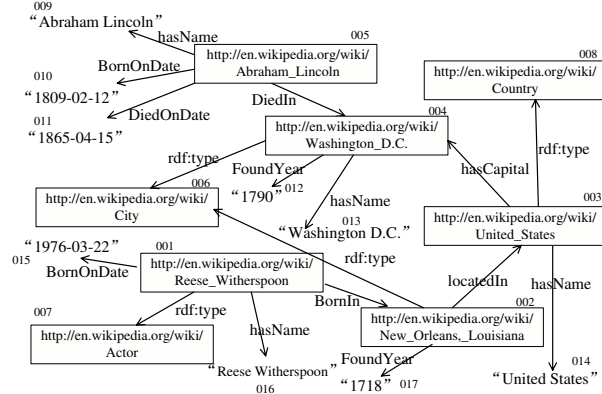 009
“Abraham Lincoln”
hasName
005
http://en.wikipedia.org/wiki/
Abraham_Lincoln
010
BornOnDate
“1809-02-12”
011
DiedOnDate
“1865-04-15”
DiedIn
008
http://en.wikipedia.org/wiki/
Country
004
http://en.wikipedia.org/wiki/
Washington_D.C.
rdf:type
hasCapital
rdf:type
FoundYear
“1790”
012
006
http://en.wikipedia.org/wiki/
City
hasName
013
“Washington D.C.”
003
http://en.wikipedia.org/wiki/
United_States
“1976-03-22”
015
BornOnDate
001
http://en.wikipedia.org/wiki/
Reese_Witherspoon
rdf:type
locatedIn
hasName
BornIn
002
http://en.wikipedia.org/wiki/
New_Orleans,_Louisiana
007
http://en.wikipedia.org/wiki/
Actor
rdf:type
hasName
“Reese Witherspoon”
016
FoundYear
“1718”
017
014
“United States”